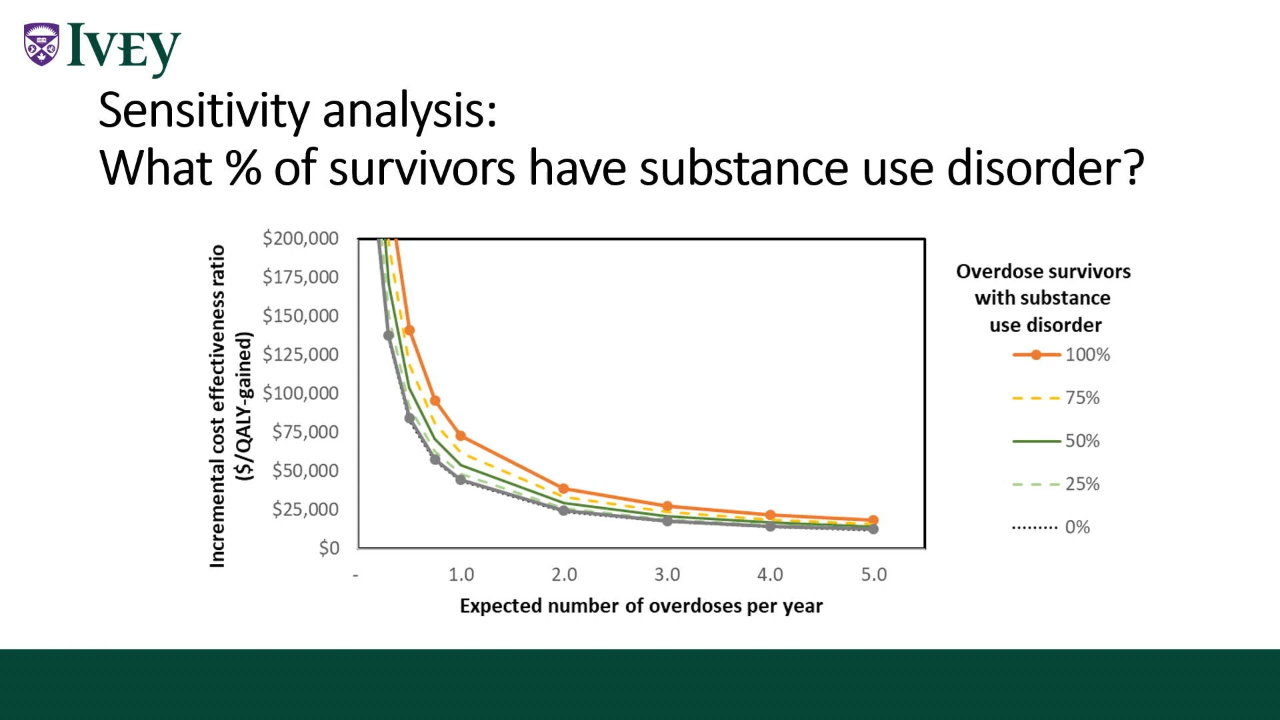 IVEY
Sensitivity analysis:
What % of survivors have substance use disorder?
Incremental cost effectiveness ratio
($/QALY-gained)
$200,000
$175,000
$150,000
$125,000
$100,000
$75,000
$50,000
$25,000
$0
-
1.0
2.0
3.0
4.0
5.0
Expected number of overdoses per year
Overdose survivors
with substance
use disorder
100%
75%
50%
25%
0%